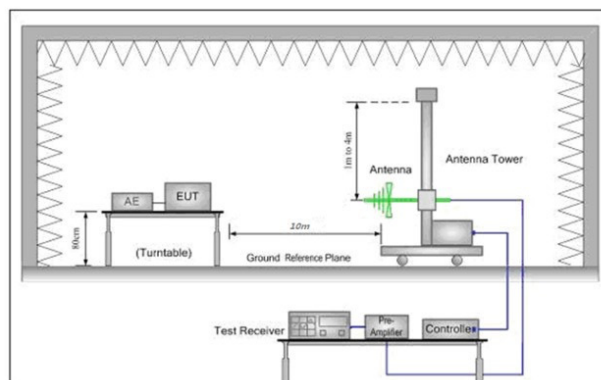 1m to 4m
Antenna
Antenna Tower
AE
EUT
80cm
(Turntable)
10m
Ground Reference Plane
Test Receiver
Pre-
Amplifier
Controller